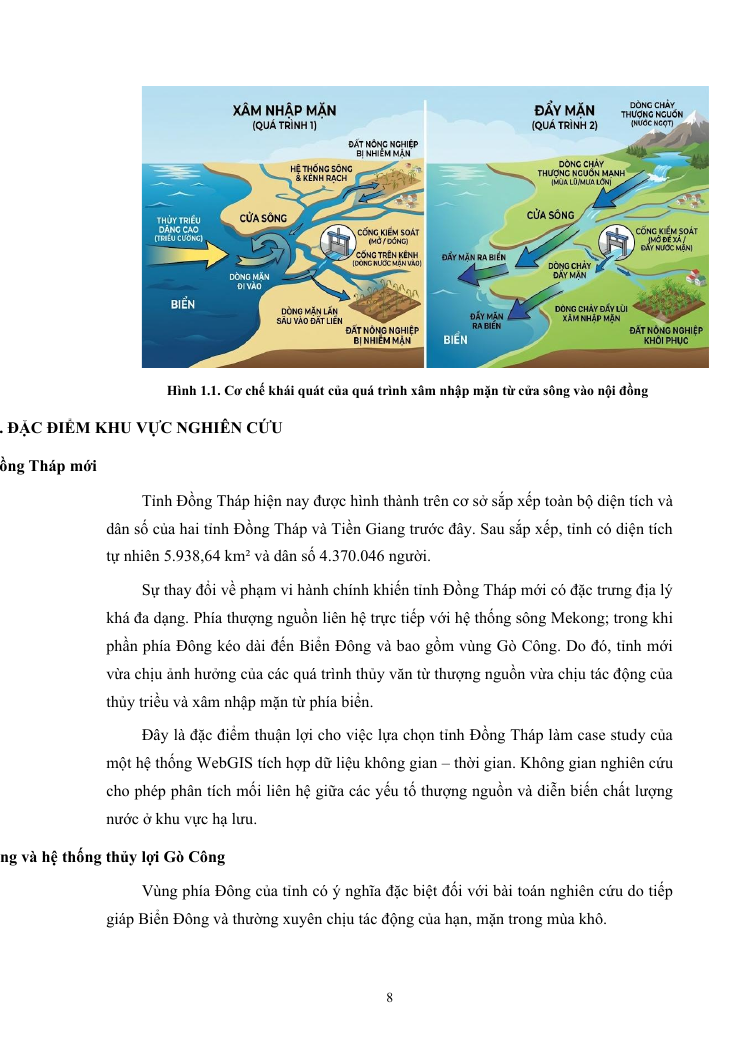 XÂM NHẬP MẶN
(QUÁ TRÌNH 1)
ĐẤT NÔNG NGHIỆP
BỊ NHIỄM MẶN
HỆ THỐNG SÔNG
& KÊNH RẠCH
CỬA SÔNG
THỦY TRIỀU
DÂNG CAO
(TRIỀU CƯỜNG)
CỐNG KIỂM SOÁT
(MỞ / ĐÓNG)
CỐNG TRÊN KÊNH
(DÒNG NƯỚC MẶN VÀO)
DÒNG MẶN
ĐI VÀO
BIỂN
DÒNG MẶN LẤN
SÂU VÀO ĐẤT LIỀN
ĐẤT NÔNG NGHIỆP
BỊ NHIỄM MẶN
ĐẨY MẶN
(QUÁ TRÌNH 2)
DÒNG CHẢY
THƯỢNG NGUỒN
(NƯỚC NGỌT)
DÒNG CHẢY
THƯỢNG NGUỒN MẠNH
(MÙA LŨ/MƯA LỚN)
CỬA SÔNG
CỐNG KIỂM SOÁT
(MỞ ĐỂ XẢ /
ĐẨY NƯỚC MẶN)
ĐẨY MẶN RA BIỂN
DÒNG CHẢY
ĐẨY MẶN
ĐẨY MẶN
RA BIỂN
DÒNG CHẢY ĐẨY LÙI
XÂM NHẬP MẶN
BIỂN
ĐẤT NÔNG NGHIỆP
KHÔI PHỤC
Hình 1.1. Cơ chế khái quát của quá trình xâm nhập mặn từ cửa sông vào nội đồng
. ĐẶC ĐIỂM KHU VỰC NGHIÊN CỨU
ồng Tháp mới
Tỉnh Đồng Tháp hiện nay được hình thành trên cơ sở sắp xếp toàn bộ diện tích và
dân số của hai tỉnh Đồng Tháp và Tiền Giang trước đây. Sau sắp xếp, tỉnh có diện tích
tự nhiên 5.938,64 km² và dân số 4.370.046 người.
Sự thay đổi về phạm vi hành chính khiến tỉnh Đồng Tháp mới có đặc trưng địa lý
khá đa dạng. Phía thượng nguồn liên hệ trực tiếp với hệ thống sông Mekong; trong khi
phần phía Đông kéo dài đến Biển Đông và bao gồm vùng Gò Công. Do đó, tỉnh mới
vừa chịu ảnh hưởng của các quá trình thủy văn từ thượng nguồn vừa chịu tác động của
thủy triều và xâm nhập mặn từ phía biển.
Đây là đặc điểm thuận lợi cho việc lựa chọn tỉnh Đồng Tháp làm case study của
một hệ thống WebGIS tích hợp dữ liệu không gian – thời gian. Không gian nghiên cứu
cho phép phân tích mối liên hệ giữa các yếu tố thượng nguồn và diễn biến chất lượng
nước ở khu vực hạ lưu.
ng và hệ thống thủy lợi Gò Công
Vùng phía Đông của tỉnh có ý nghĩa đặc biệt đối với bài toán nghiên cứu do tiếp
giáp Biển Đông và thường xuyên chịu tác động của hạn, mặn trong mùa khô.
8